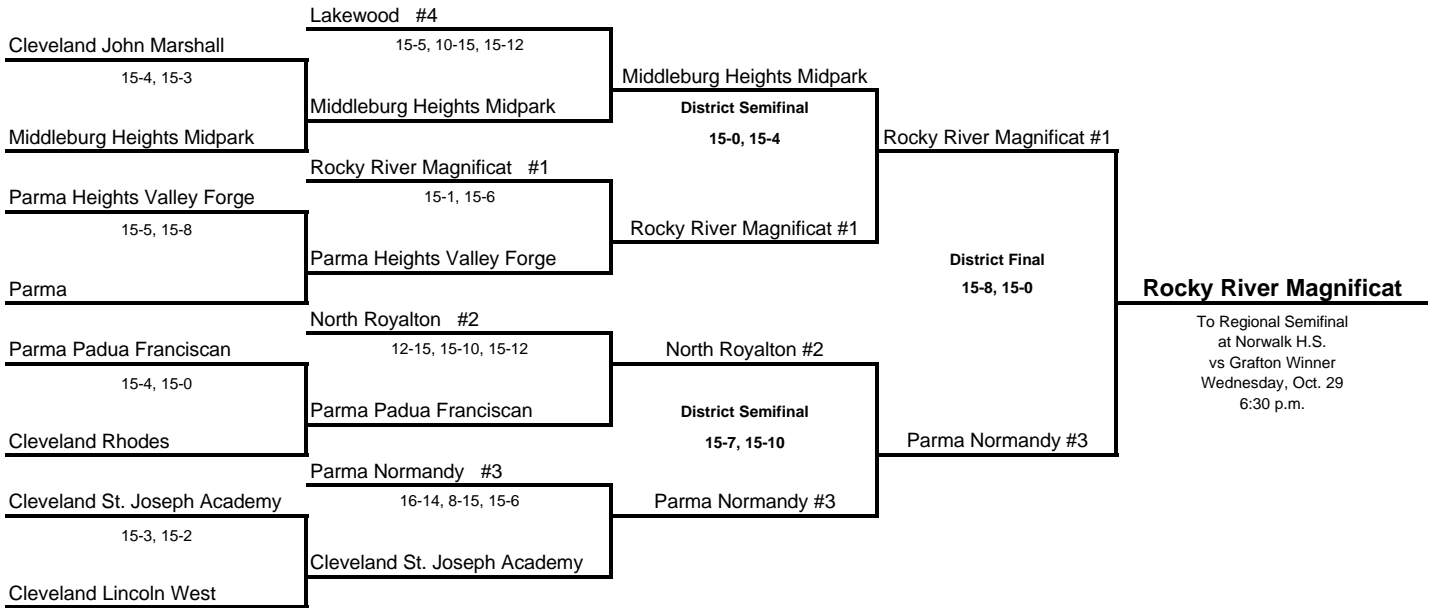 Lakewood #4
Cleveland John Marshall
15-5, 10-15, 15-12
15-4, 15-3
Middleburg Heights Midpark
Middleburg Heights Midpark
District Semifinal
Middleburg Heights Midpark
15-0, 15-4
Rocky River Magnificat #1
Rocky River Magnificat #1
Parma Heights Valley Forge
15-1, 15-6
15-5, 15-8
Rocky River Magnificat #1
Parma Heights Valley Forge
District Final
Parma
15-8, 15-0
Rocky River Magnificat
North Royalton #2
To Regional Semifinal
at Norwalk H.S.
vs Grafton Winner
Wednesday, Oct. 29
6:30 p.m.
Parma Padua Franciscan
12-15, 15-10, 15-12
North Royalton #2
15-4, 15-0
Parma Padua Franciscan
District Semifinal
Cleveland Rhodes
15-7, 15-10
Parma Normandy #3
Parma Normandy #3
Cleveland St. Joseph Academy
16-14, 8-15, 15-6
Parma Normandy #3
15-3, 15-2
Cleveland St. Joseph Academy
Cleveland Lincoln West